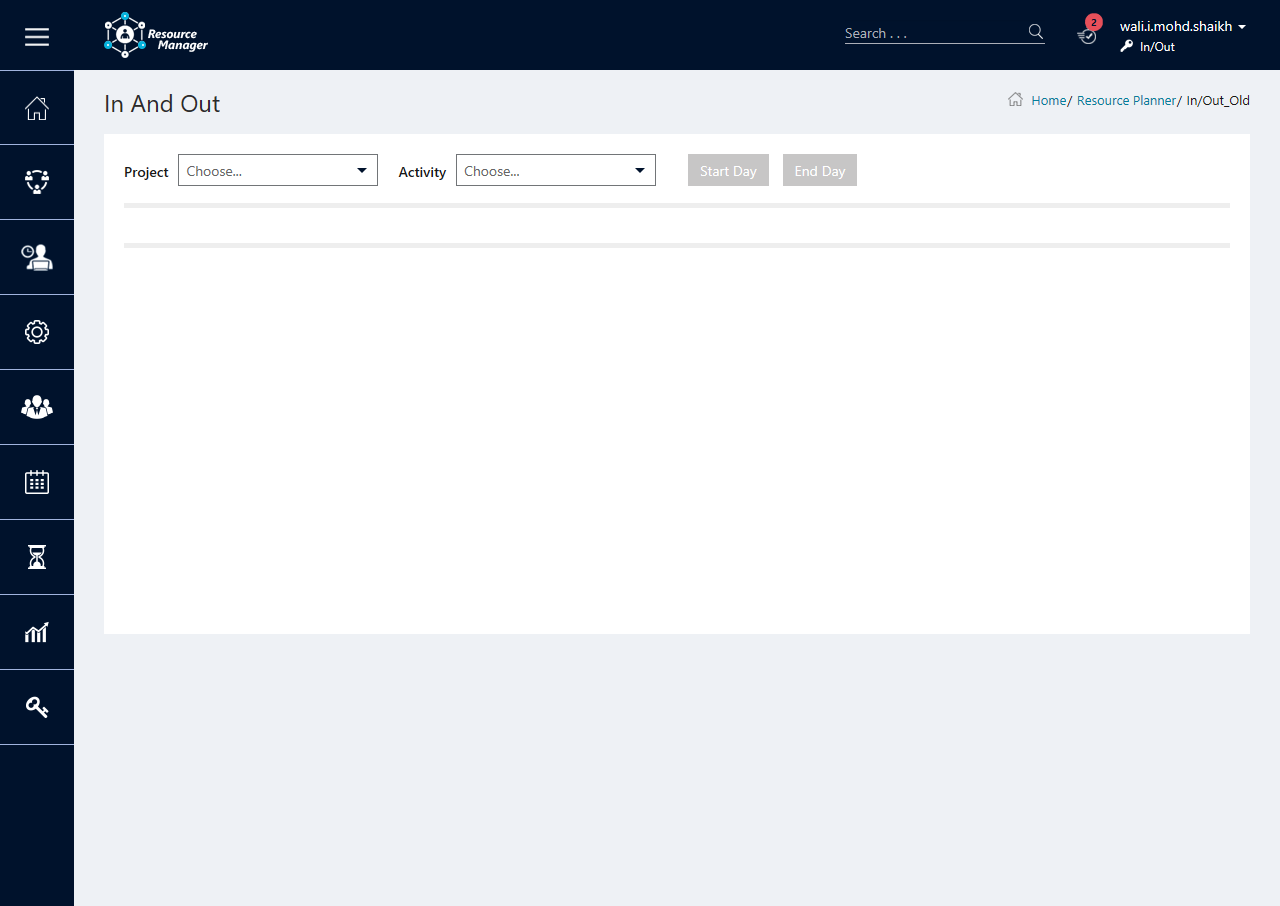 Resource
Manager
Search . . .
2
wali.i.mohd.shaikh
In/Out
In And Out
Home/ Resource Planner/ In/Out_Old
Project Choose... Activity Choose... Start Day End Day